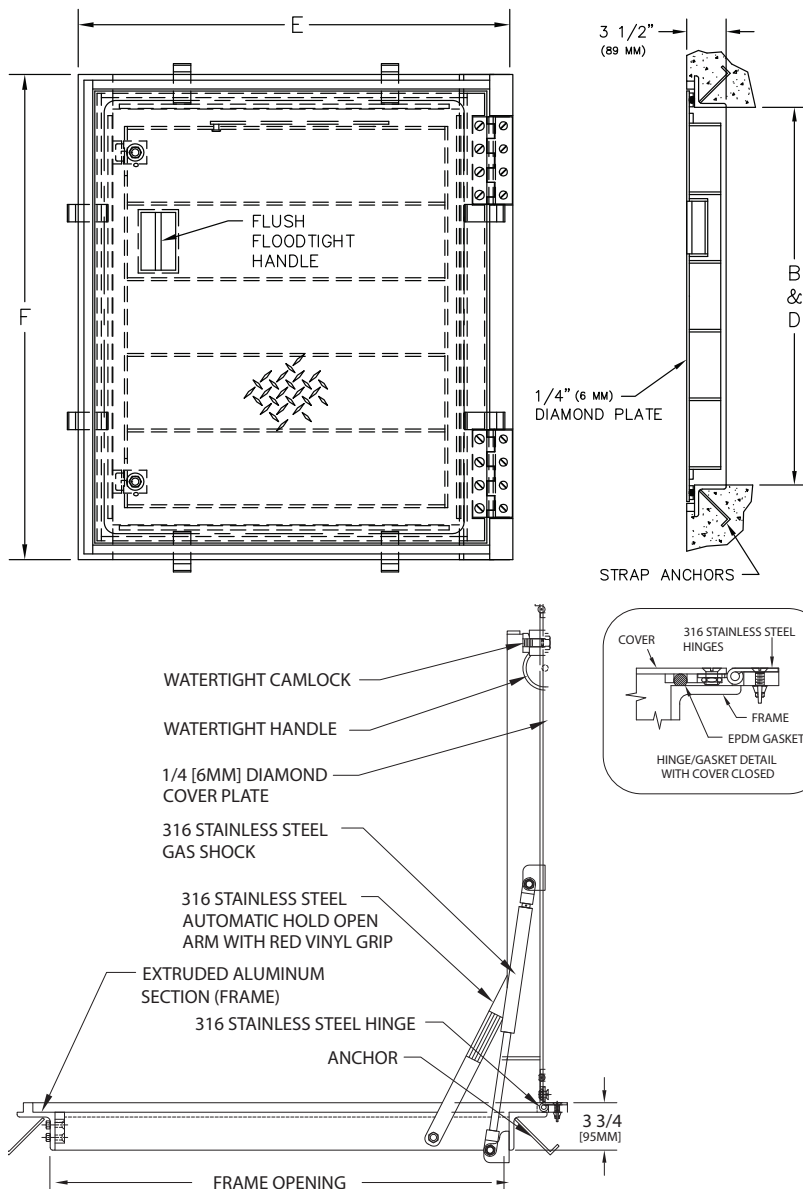 E
3 1/2"
(89 MM)
F
FLUSH
FLOODTIGHT
HANDLE
B
&
D
1/4" (6 MM)
DIAMOND PLATE
STRAP ANCHORS
COVER
316 STAINLESS STEEL
HINGES
FRAME
EPDM GASKET
HINGE/GASKET DETAIL
WITH COVER CLOSED
WATERTIGHT CAMLOCK
WATERTIGHT HANDLE
1/4 [6MM] DIAMOND
COVER PLATE
316 STAINLESS STEEL
GAS SHOCK
316 STAINLESS STEEL
AUTOMATIC HOLD OPEN
ARM WITH RED VINYL GRIP
EXTRUDED ALUMINUM
SECTION (FRAME)
316 STAINLESS STEEL HINGE
ANCHOR
3 3/4
[95MM]
FRAME OPENING